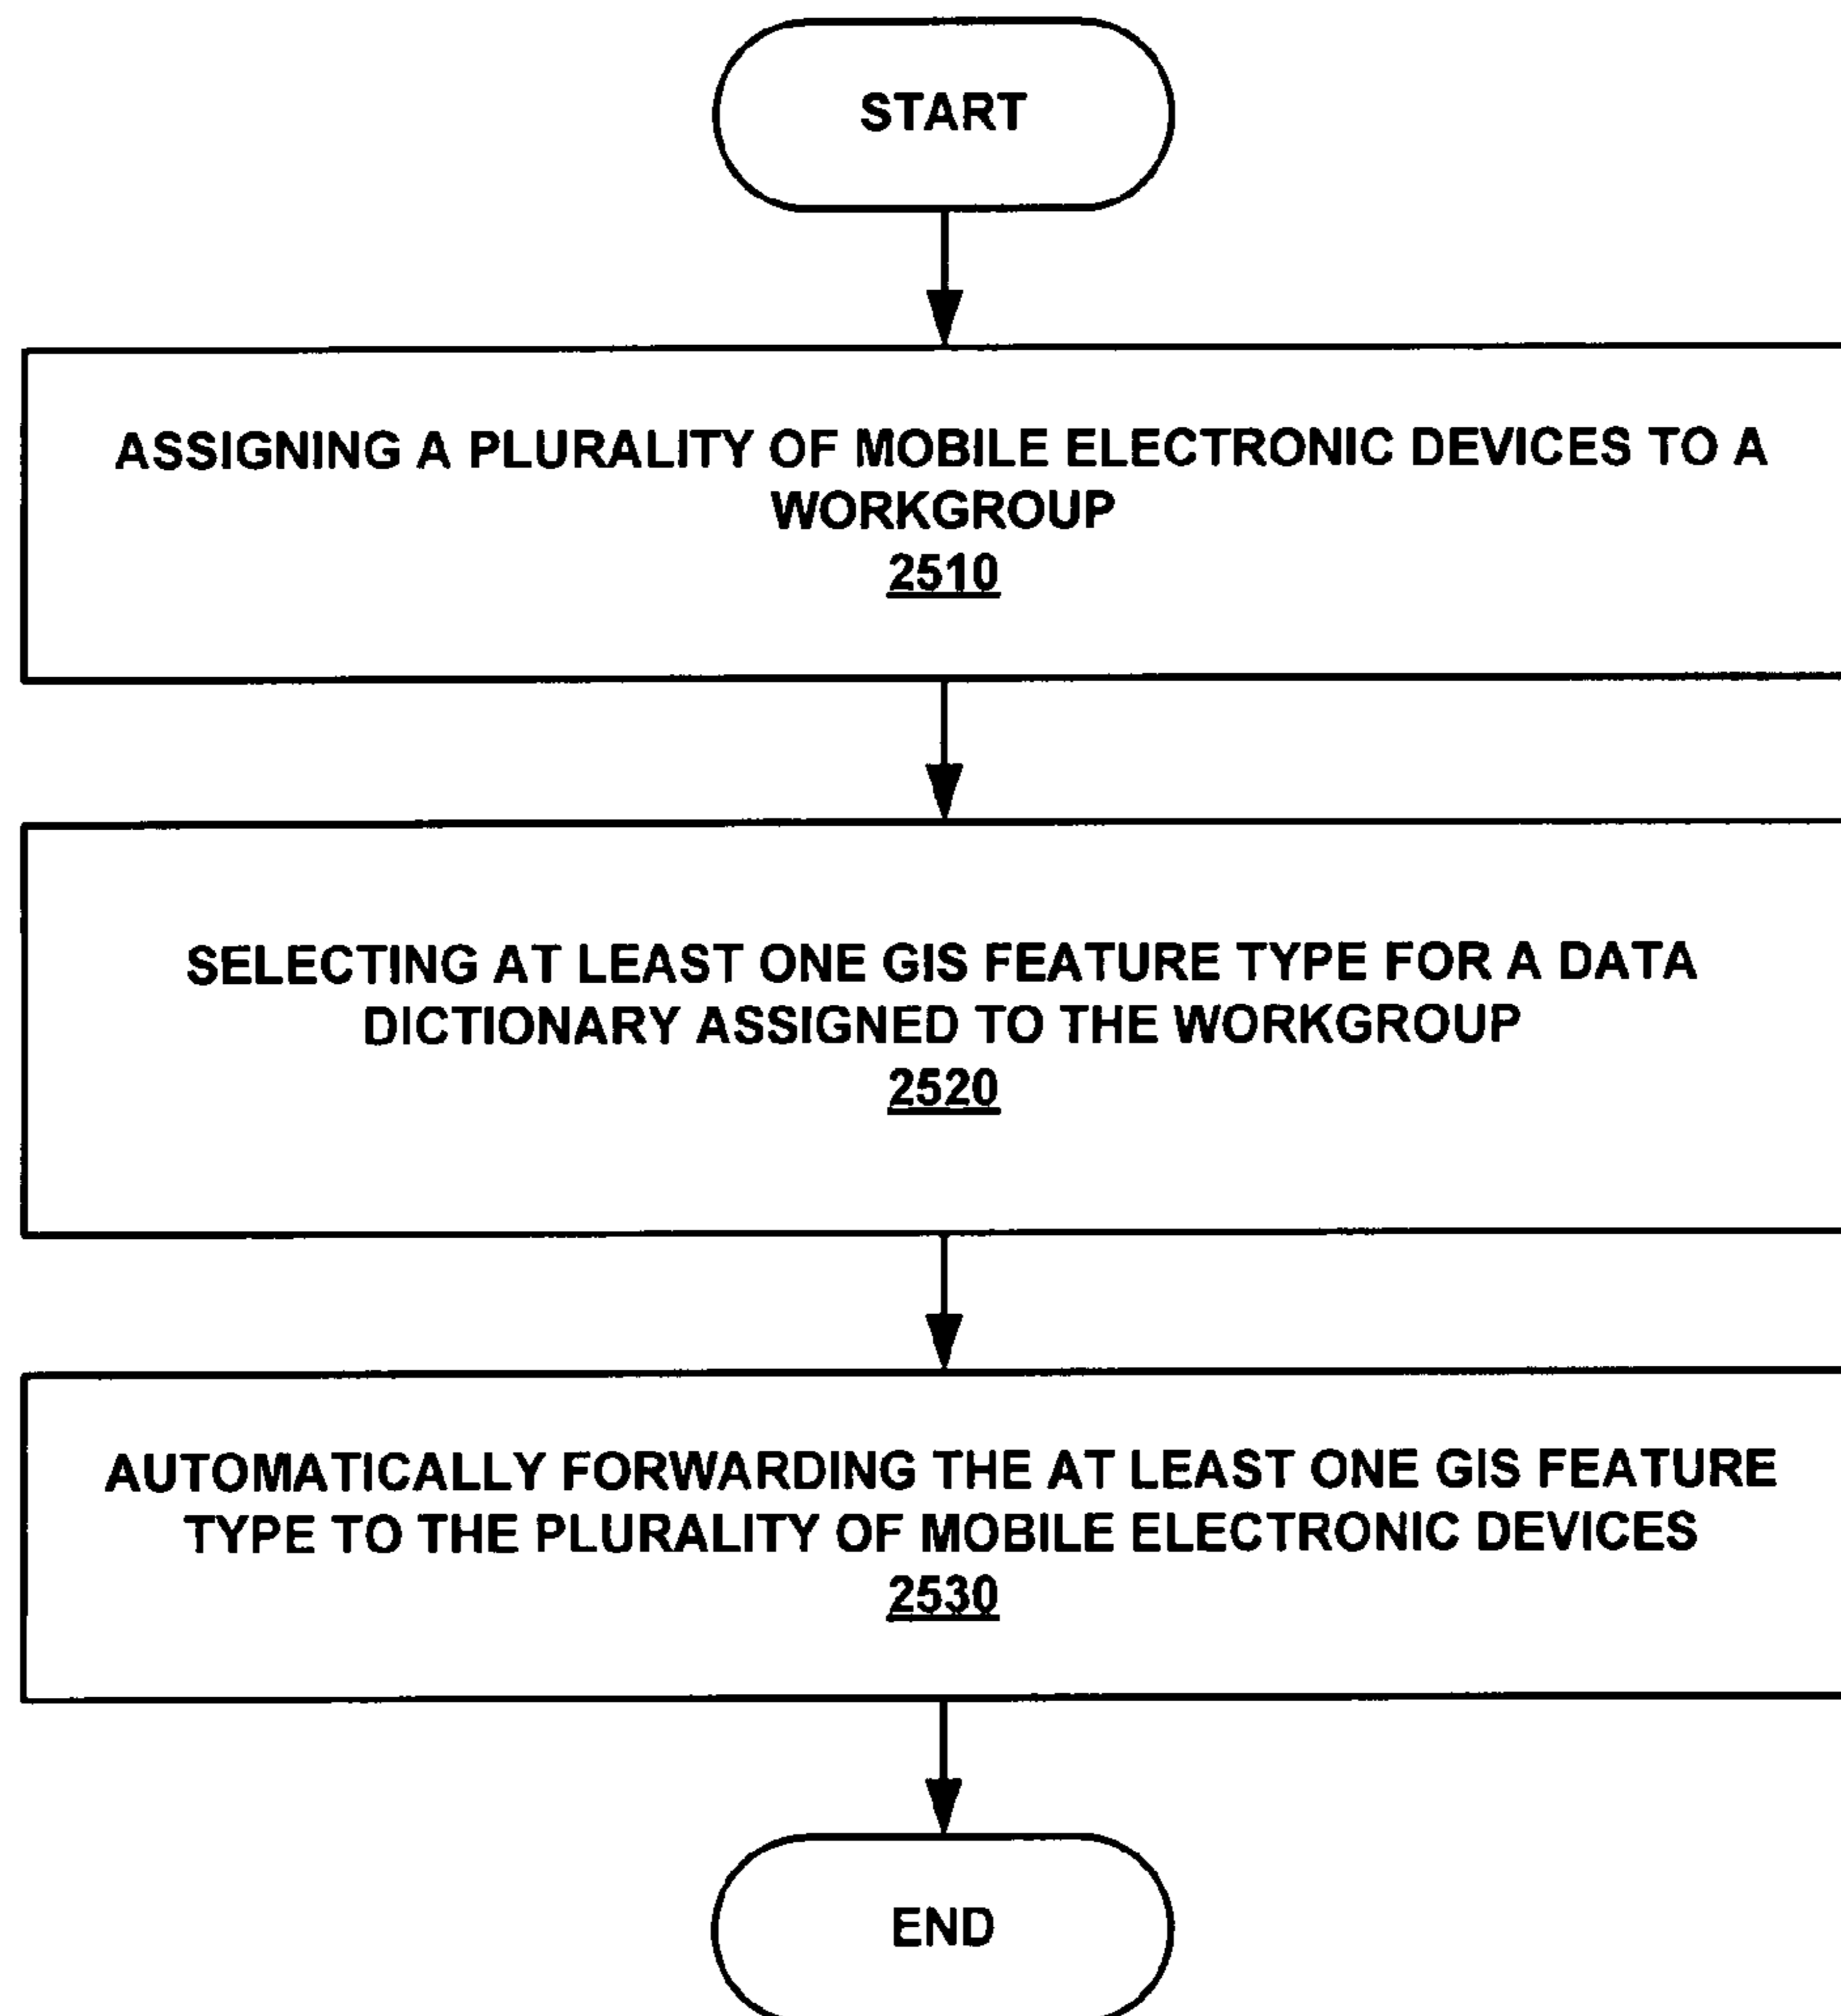 START
ASSIGNING A PLURALITY OF MOBILE ELECTRONIC DEVICES TO A
WORKGROUP
2510
SELECTING AT LEAST ONE GIS FEATURE TYPE FOR A DATA
DICTIONARY ASSIGNED TO THE WORKGROUP
2520
AUTOMATICALLY FORWARDING THE AT LEAST ONE GIS FEATURE
TYPE TO THE PLURALITY OF MOBILE ELECTRONIC DEVICES
2530
END